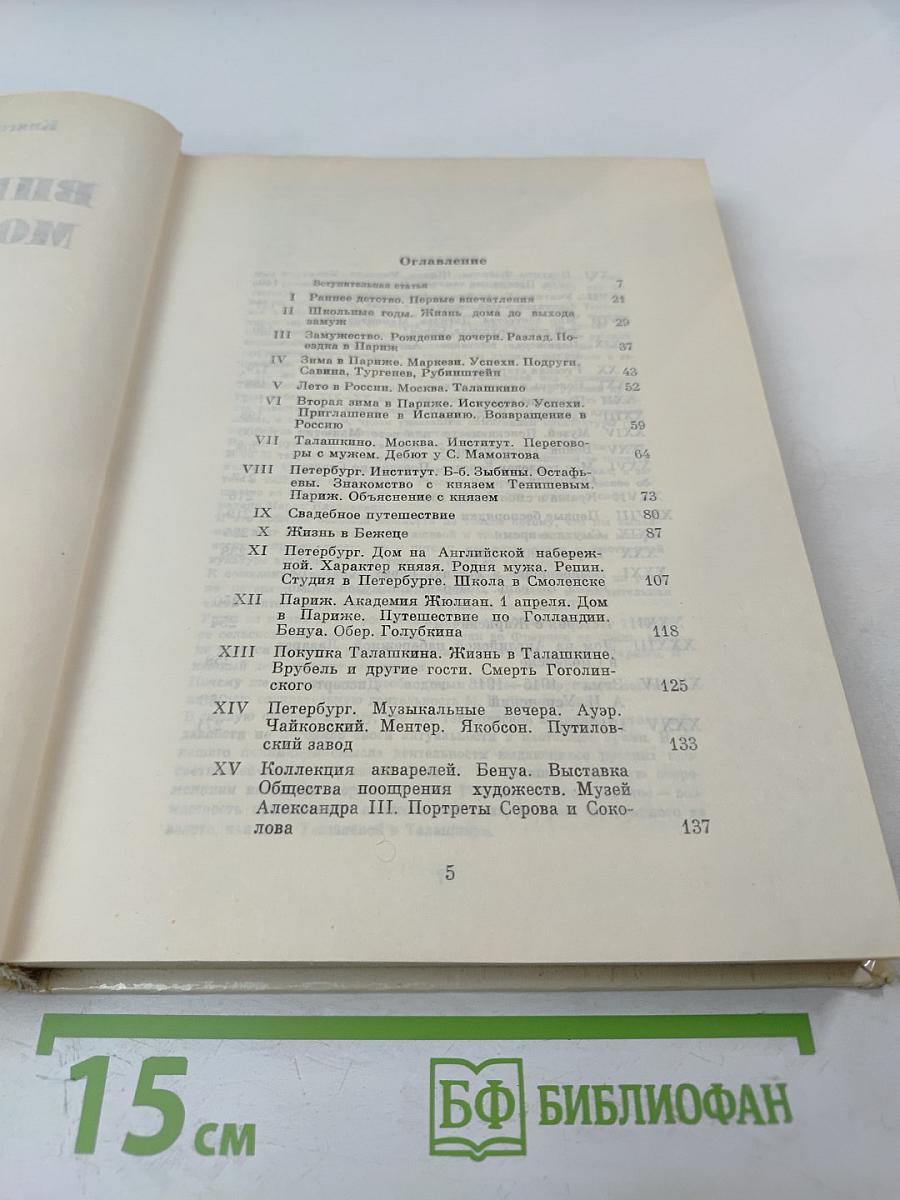 Оглавление
Вступительная статья 7
I Раннее детство. Первые впечатления 21
II Школьные годы. Жизнь дома до выхода
замуж 29
III Замужество. Рождение дочери. Разлад. По-
ездка в Париж 37
IV Зима в Париже. Маркези. Успехи. Подруги.
Савина, Тургенев, Рубинштейн 43
V Лето в России. Москва. Талашкино 52
VI Вторая зима в Париже. Искусство. Успехи.
Приглашение в Испанию. Возвращение в
Россию 59
VII Талашкино. Москва. Институт. Перегово-
ры с мужем. Дебют у С. Мамонтова 64
VIII Петербург. Институт. Б-б. Зыбины. Остафь-
евы. Знакомство с князем Тенишевым.
Париж. Объяснение с князем 73
IX Свадебное путешествие 80
X Жизнь в Бежеце 87
XI Петербург. Дом на Английской набереж-
ной. Характер князя. Родня мужа. Репин.
Студия в Петербурге. Школа в Смоленске 107
XII Париж. Академия Жюлиан. 1 апреля. Дом
в Париже. Путешествие по Голландии.
Бенуа. Обер. Голубкина 118
XIII Покупка Талашкина. Жизнь в Талашкине.
Врубель и другие гости. Смерть Гоголин-
ского 125
XIV Петербург. Музыкальные вечера. Ауэр.
Чайковский. Ментер. Якобсон. Путилов-
ский завод 133
XV Коллекция акварелей. Бенуа. Выставка
Общества поощрения художеств. Музей
Александра III. Портреты Серова и Соко-
лова 137
5
15 см
БФ БИБЛИОФАН